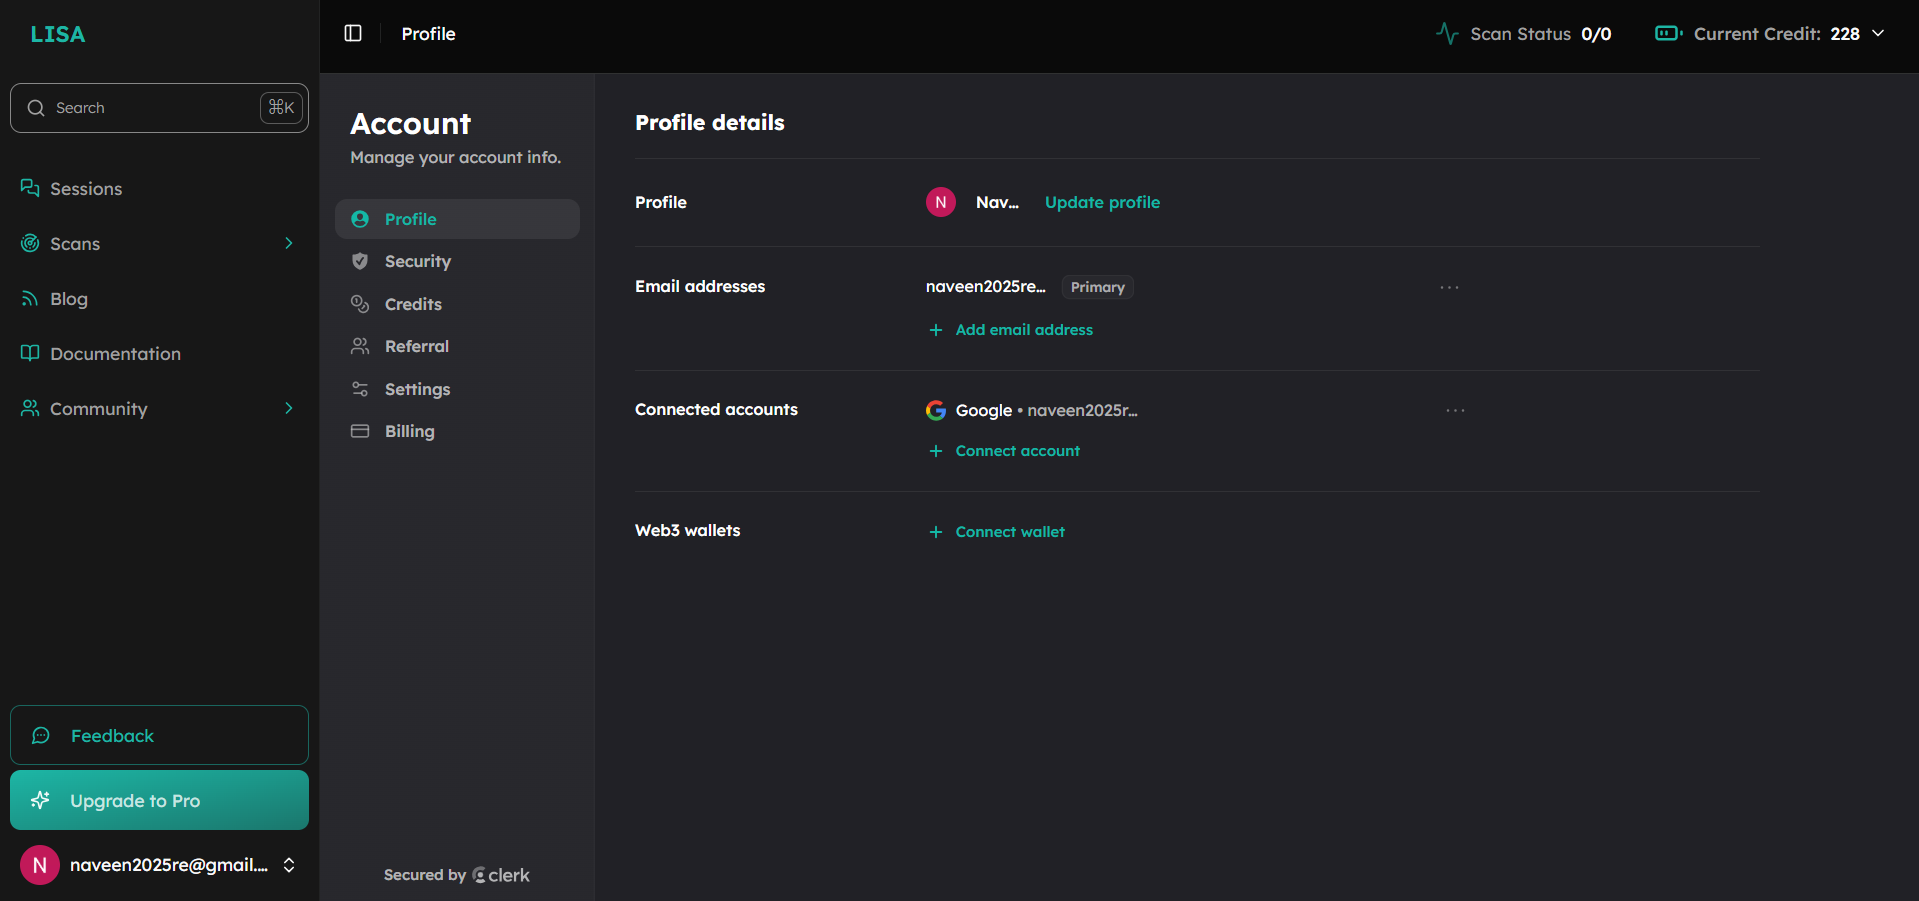 LISA
Search ⌘K
Sessions
Scans
Blog
Documentation
Community
Feedback
Upgrade to Pro
N naveen2025re@gmail....
Profile
Scan Status 0/0
Current Credit: 228
Account
Manage your account info.
Profile
Security
Credits
Referral
Settings
Billing
Secured by clerk
Profile details
Profile
N Nav... Update profile
Email addresses
naveen2025re... Primary
+ Add email address
Connected accounts
Google • naveen2025r...
+ Connect account
Web3 wallets
+ Connect wallet